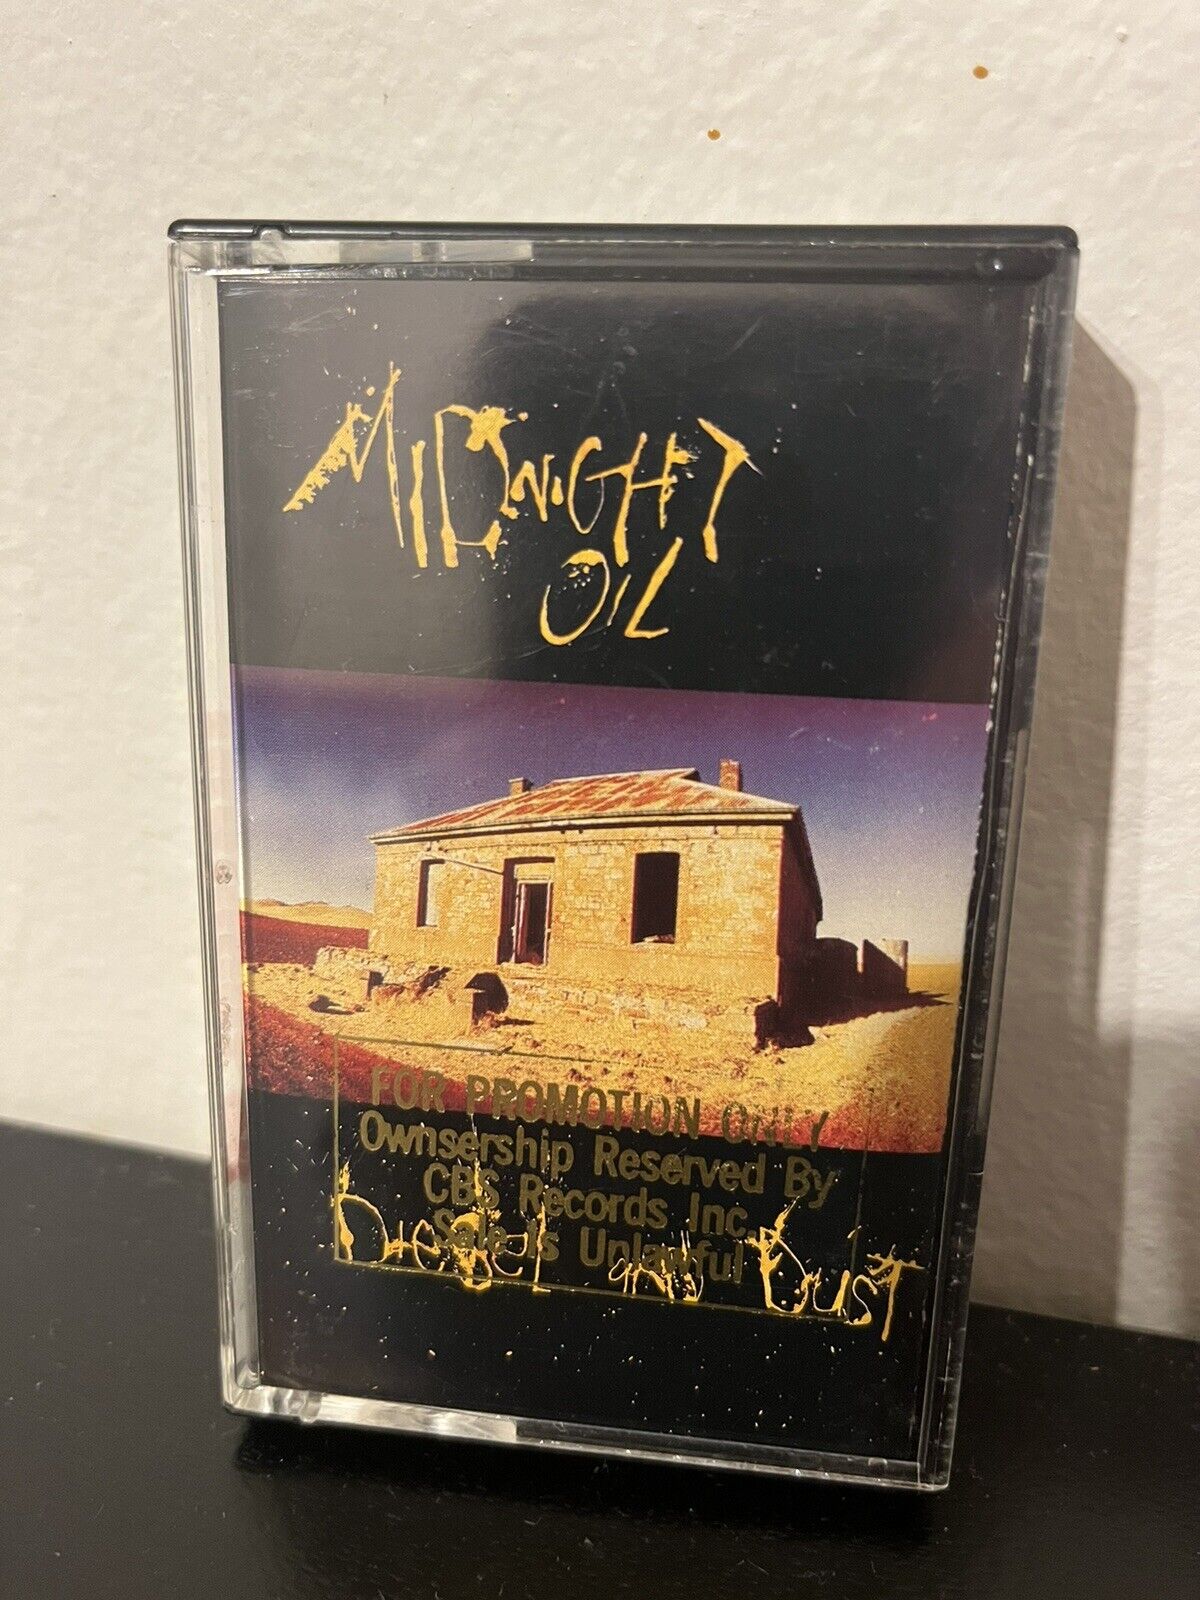 MIDNIGHT
OIL
FOR PROMOTION ONLY
Ownsership Reserved By
CBS Records Inc.
Sale Is Unlawful
Diesel and Dust